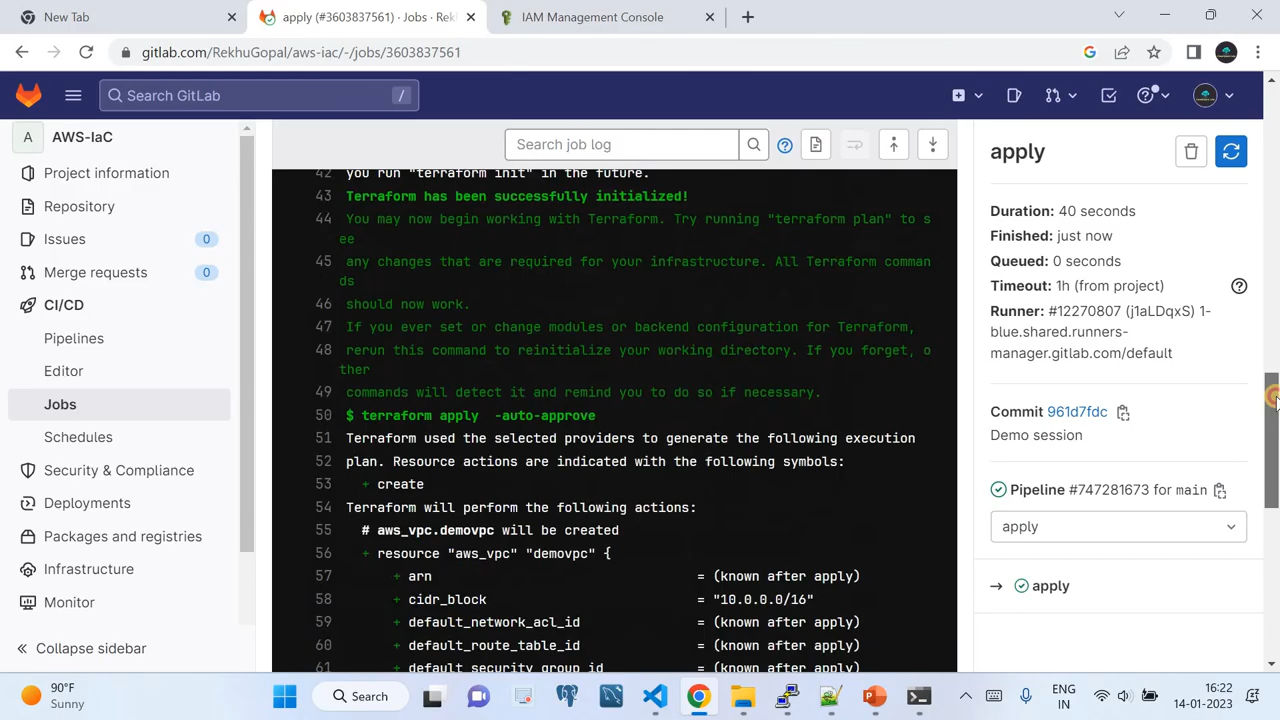 New Tab
apply (#3603837561) · Jobs · Rekh
IAM Management Console
gitlab.com/RekhuGopal/aws-iac/-/jobs/3603837561
Search GitLab
/
A
AWS-IaC
Project information
Repository
Issues
0
Merge requests
0
CI/CD
Pipelines
Editor
Jobs
Schedules
Security & Compliance
Deployments
Packages and registries
Infrastructure
Monitor
Collapse sidebar
Search job log
42 you run "terraform init" in the future.
43 Terraform has been successfully initialized!
44 You may now begin working with Terraform. Try running "terraform plan" to s
ee
45 any changes that are required for your infrastructure. All Terraform comman
ds
46 should now work.
47 If you ever set or change modules or backend configuration for Terraform,
48 rerun this command to reinitialize your working directory. If you forget, o
ther
49 commands will detect it and remind you to do so if necessary.
50 $ terraform apply -auto-approve
51 Terraform used the selected providers to generate the following execution
52 plan. Resource actions are indicated with the following symbols:
53 + create
54 Terraform will perform the following actions:
55 # aws_vpc.demovpc will be created
56 + resource "aws_vpc" "demovpc" {
57 + arn = (known after apply)
58 + cidr_block = "10.0.0.0/16"
59 + default_network_acl_id = (known after apply)
60 + default_route_table_id = (known after apply)
61 + default_security_group_id = (known after apply)
apply
Duration: 40 seconds
Finished: just now
Queued: 0 seconds
Timeout: 1h (from project)
Runner: #12270807 (j1aLDqxS) 1-
blue.shared.runners-
manager.gitlab.com/default
Commit 961d7fdc
Demo session
Pipeline #747281673 for main
apply
→ apply
90°F
Sunny
Search
ENG
IN
16:22
14-01-2023